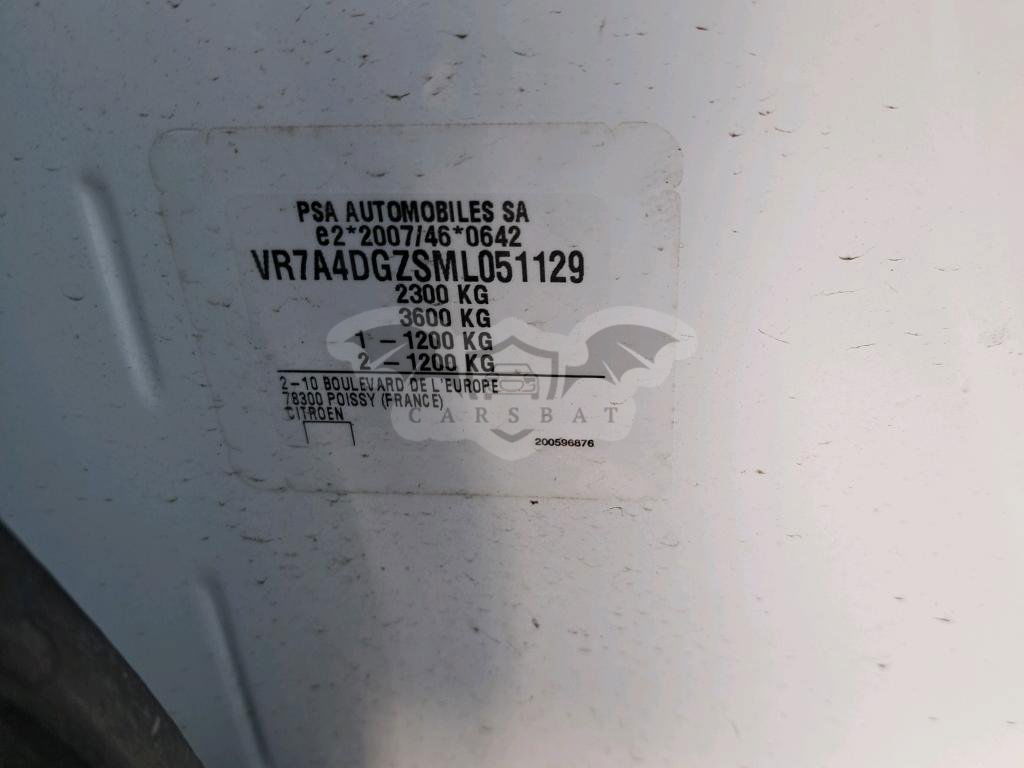 PSA AUTOMOBILES SA
e2*2007/46*0642
VR7A4DGZSML051129
2300 KG
3600 KG
1 - 1200 KG
2 - 1200 KG
2-10 BOULEVARD DE L'EUROPE
78300 POISSY (FRANCE)
CITROEN
200596876
CARSBAT